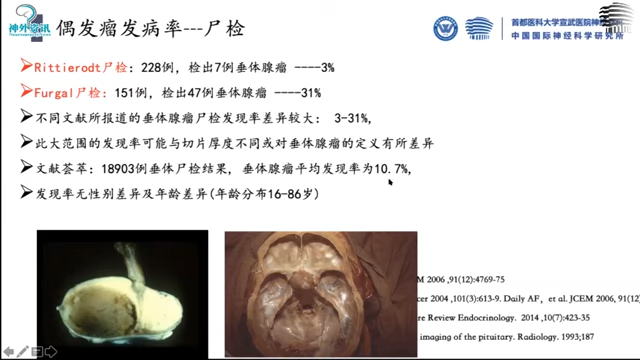 神外资讯
偶发瘤发病率---尸检
首都医科大学宣武医院神经外科
中国国际神经科学研究所
Rittierodt尸检：228例，检出7例垂体腺瘤 ----3%
Furgal尸检：151例，检出47例垂体腺瘤 ----31%
不同文献所报道的垂体腺瘤尸检发现率差异较大： 3-31%，
此大范围的发现率可能与切片厚度不同或对垂体腺瘤的定义有所差异
文献荟萃：18903例垂体尸检结果，垂体腺瘤平均发现率为10.7%，
发现率无性别差异及年龄差异(年龄分布16-86岁)
EM 2006 ,91(12):4769-75
cer 2004 ,101(3):613-9. Daily AF, et al. JCEM 2006, 91(12)
re Review Endocrinology. 2014 ,10(7):423-35
imaging of the pituitary. Radiology. 1993;187